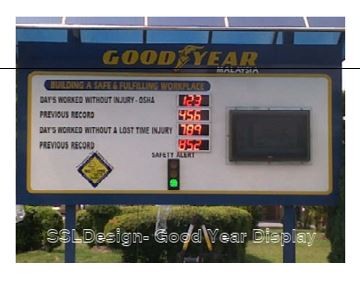 GOODYEAR
MALAYSIA
BUILDING A SAFE & FULFILLING WORKPLACE
DAY'S WORKED WITHOUT INJURY - OSHA 123
PREVIOUS RECORD 456
DAY'S WORKED WITHOUT A LOST TIME INJURY 789
PREVIOUS RECORD 852
SAFETY ALERT
SSLDesign- Good Year Display